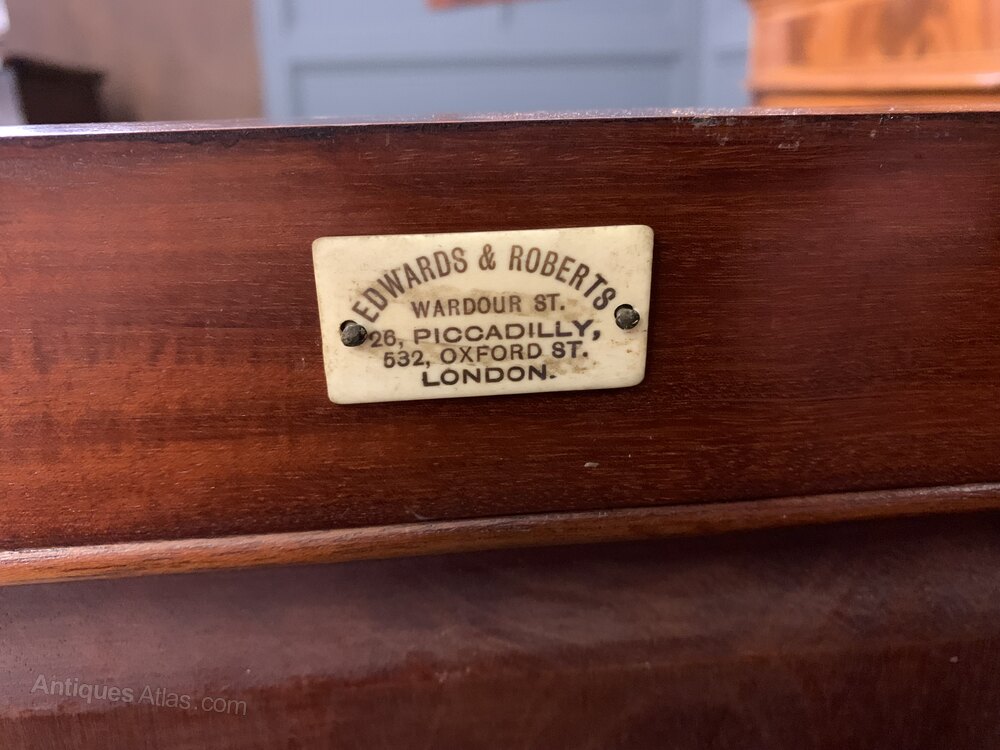 EDWARDS & ROBERTS
WARDOUR ST.
26, PICCADILLY,
532, OXFORD ST.
LONDON.
Antiques Atlas.com